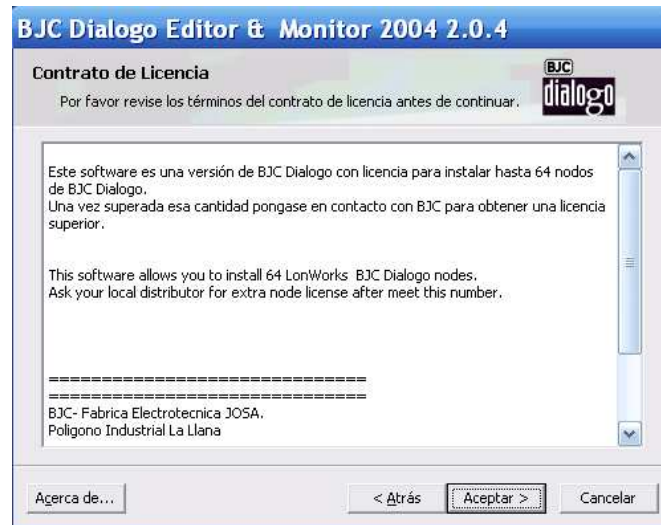 BJC Dialogo Editor & Monitor 2004 2.0.4
Contrato de Licencia
Por favor revise los términos del contrato de licencia antes de continuar.
BJC
dialogo
Este software es una versión de BJC Dialogo con licencia para instalar hasta 64 nodos
de BJC Dialogo.
Una vez superada esa cantidad pongase en contacto con BJC para obtener una licencia
superior.
This software allows you to install 64 LonWorks BJC Dialogo nodes.
Ask your local distributor for extra node license after meet this number.
==============================
==============================
BJC- Fabrica Electrotecnica JOSA.
Poligono Industrial La Llana
Acerca de...
< Atrás
Aceptar >
Cancelar